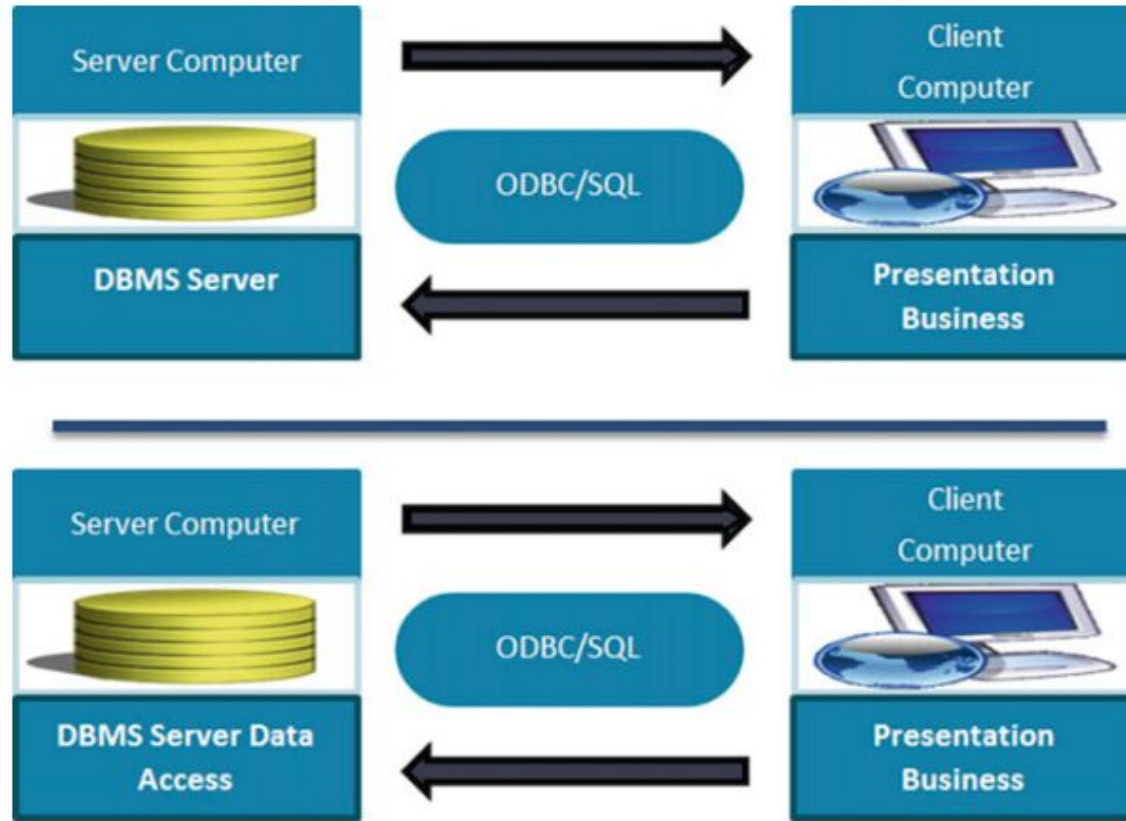 Server Computer
Client
Computer
ODBC/SQL
DBMS Server
Presentation
Business
Server Computer
Client
Computer
ODBC/SQL
DBMS Server Data
Access
Presentation
Business